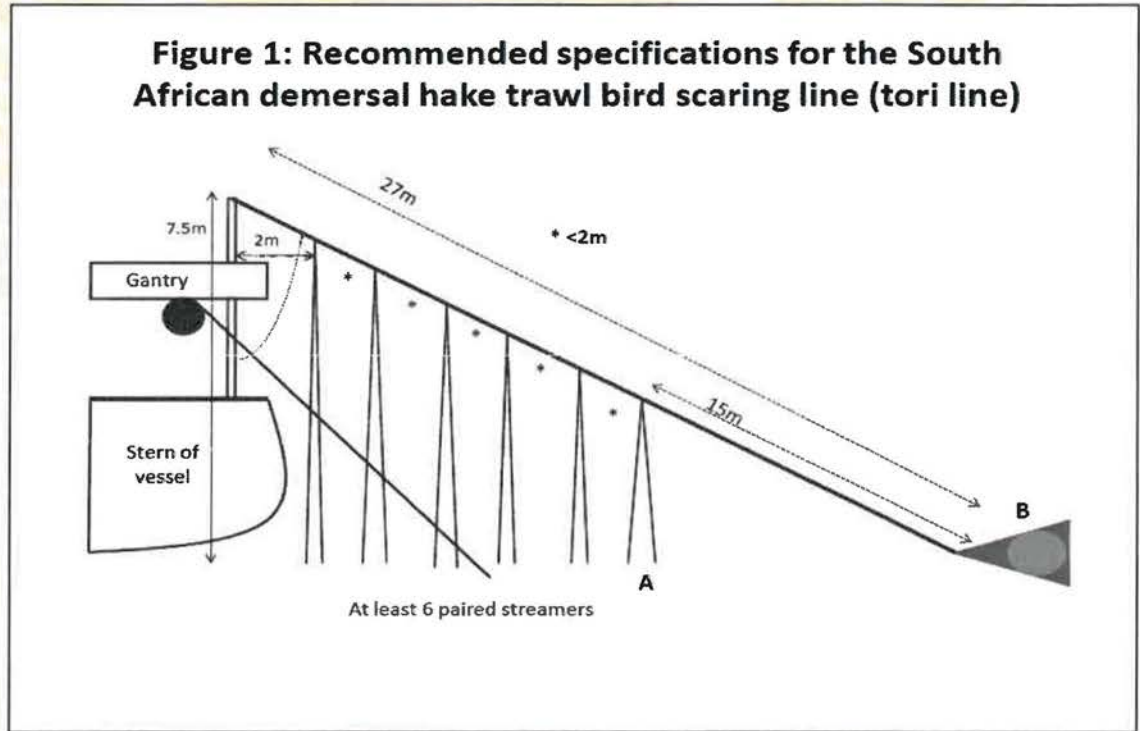 Figure 1: Recommended specifications for the South
African demersal hake trawl bird scaring line (tori line)
27m
7.5m
2m
* <2m
Gantry
*
*
*
*
*
15m
Stern of
vessel
B
A
At least 6 paired streamers